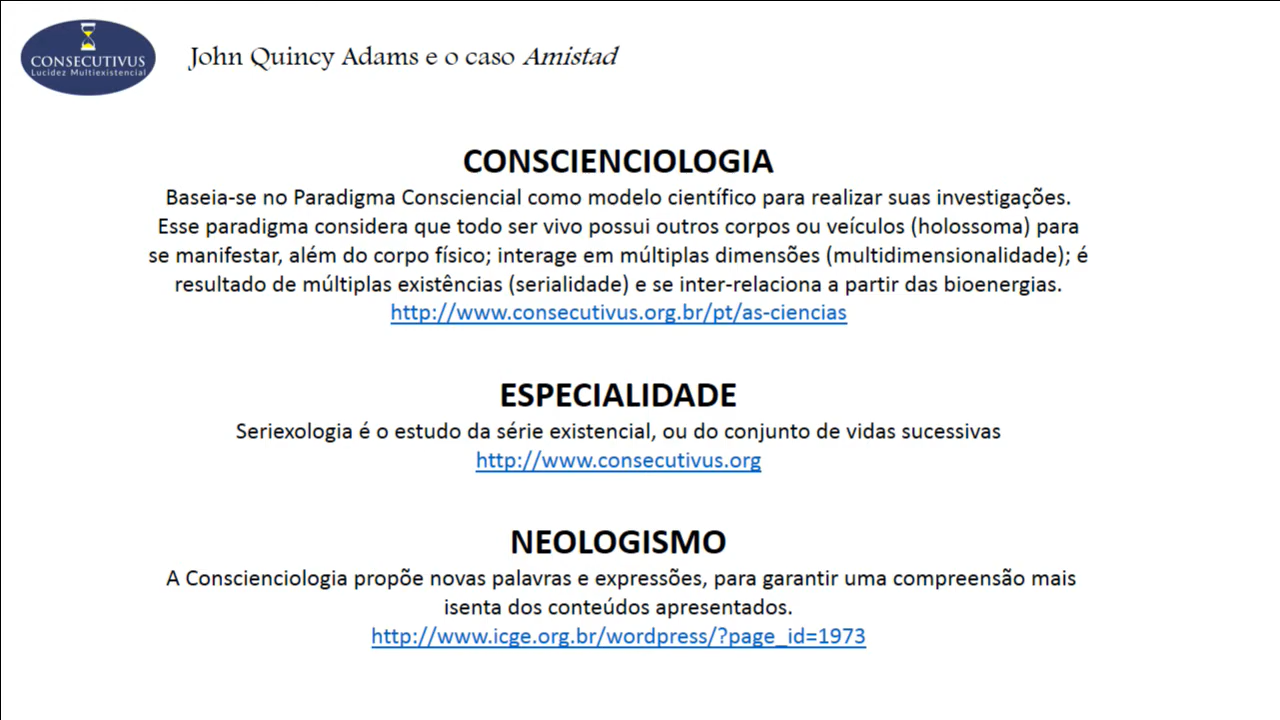 CONSECUTIVUS
Lucidez Multiexistencial
John Quincy Adams e o caso Amistad
CONSCIENCIOLOGIA
Baseia-se no Paradigma Consciencial como modelo científico para realizar suas investigações.
Esse paradigma considera que todo ser vivo possui outros corpos ou veículos (holossoma) para
se manifestar, além do corpo físico; interage em múltiplas dimensões (multidimensionalidade); é
resultado de múltiplas existências (serialidade) e se inter-relaciona a partir das bioenergias.
http://www.consecutivus.org.br/pt/as-ciencias
ESPECIALIDADE
Seriexologia é o estudo da série existencial, ou do conjunto de vidas sucessivas
http://www.consecutivus.org
NEOLOGISMO
A Conscienciologia propõe novas palavras e expressões, para garantir uma compreensão mais
isenta dos conteúdos apresentados.
http://www.icge.org.br/wordpress/?page_id=1973